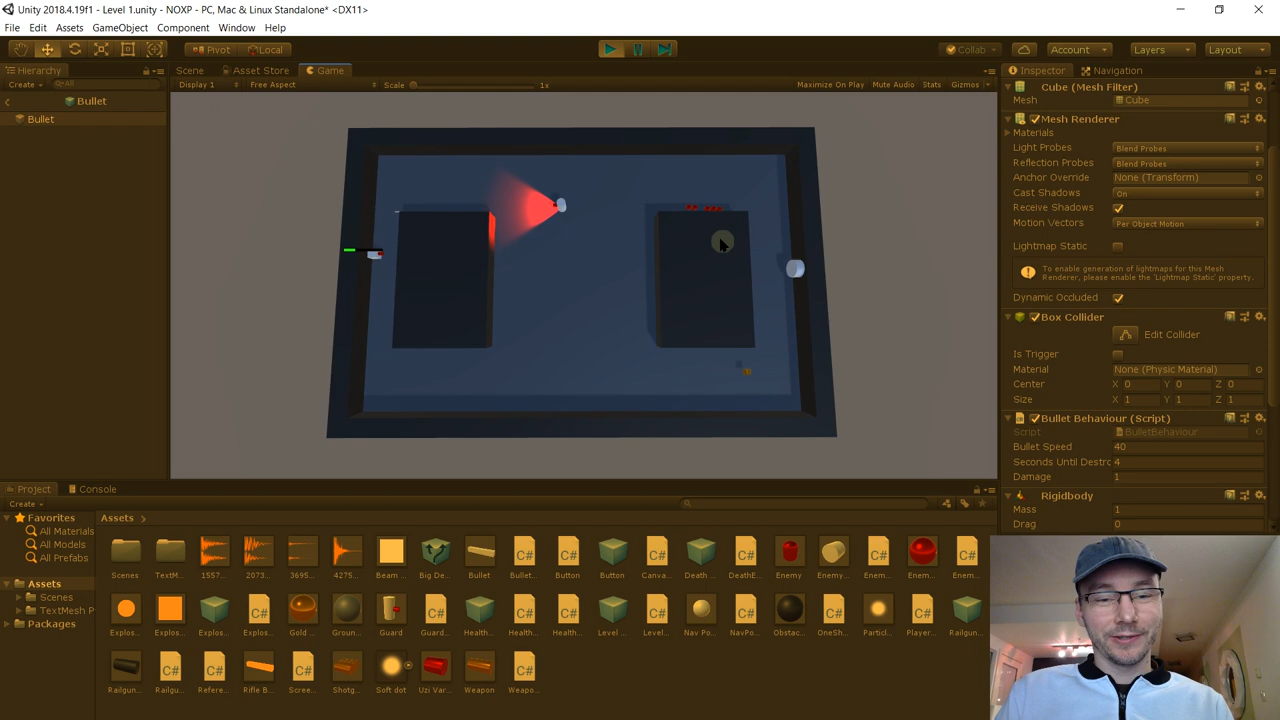 Unity 2018.4.19f1 - Level 1.unity - NOXP - PC, Mac & Linux Standalone* <DX11>
File Edit Assets GameObject Component Window Help
Pivot Local Collab Account Layers Layout
Hierarchy Scene Asset Store Game Inspector Navigation
Create All Display 1 Free Aspect Scale 1s Maximize On Play Mute Audio Stats Gizmos
Bullet
Bullet
Cube (Mesh Filter)
Mesh Cube
Mesh Renderer
Materials
Light Probes Blend Probes
Reflection Probes Blend Probes
Anchor Override None (Transform)
Cast Shadows On
Receive Shadows
Motion Vectors Per Object Motion
Lightmap Static
To enable generation of lightmaps for this Mesh
Renderer, please enable the 'Lightmap Static' property.
Dynamic Occluded
Box Collider
Edit Collider
Is Trigger
Material None (Physic Material)
Center X 0 Y 0 Z 0
Size X 1 Y 1 Z 1
Bullet Behaviour (Script)
Script BulletBehaviour
Bullet Speed 40
Seconds Until Destro 4
Damage 1
Rigidbody
Mass 1
Drag 0
Project Console
Create
Favorites
All Materials
All Models
All Prefabs
Assets
Scenes
TextMesh P
Packages
Assets
Scenes TextM... 1557... 2073... 3695... 4275... Beam ... Big De... Bullet Bullet... Button Button Canva... Death ... DeathE... Enemy Enemy... Enem... Enem... Enem...
Explos... Explos... Explos... Explos... Gold ... Groun... Guard Guard... Health... Health... Health... Level ... Level... Nav Po... NavPo... Obstac... OneSh... Particl... Player... Railgun...
Railgu... Railgu... Refere... Rifle B... Scree... Shotg... Soft dot Uzi Var... Weapon Weapo...